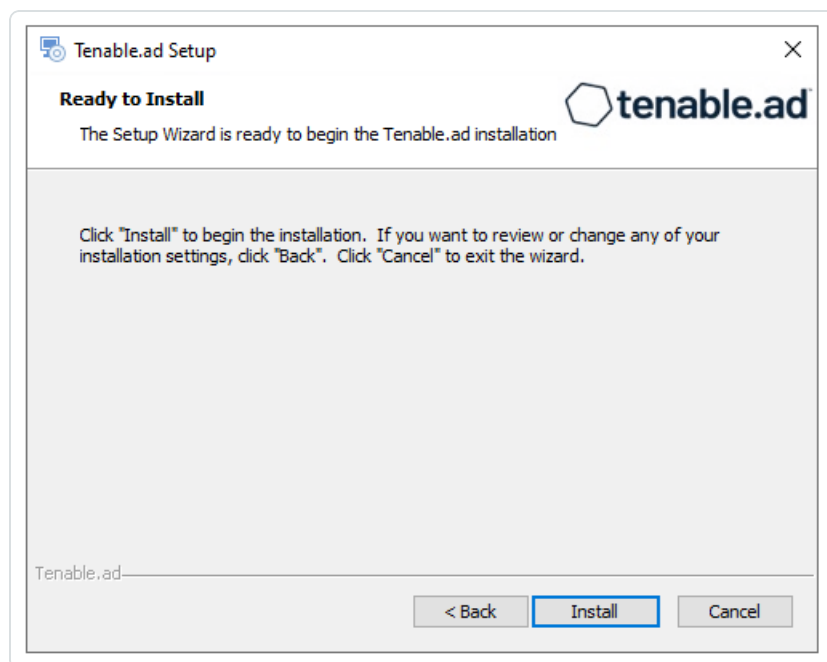 Tenable.ad Setup
Ready to Install
tenable.ad
The Setup Wizard is ready to begin the Tenable.ad installation
Click "Install" to begin the installation.  If you want to review or change any of your
installation settings, click "Back".  Click "Cancel" to exit the wizard.
Tenable.ad
< Back
Install
Cancel